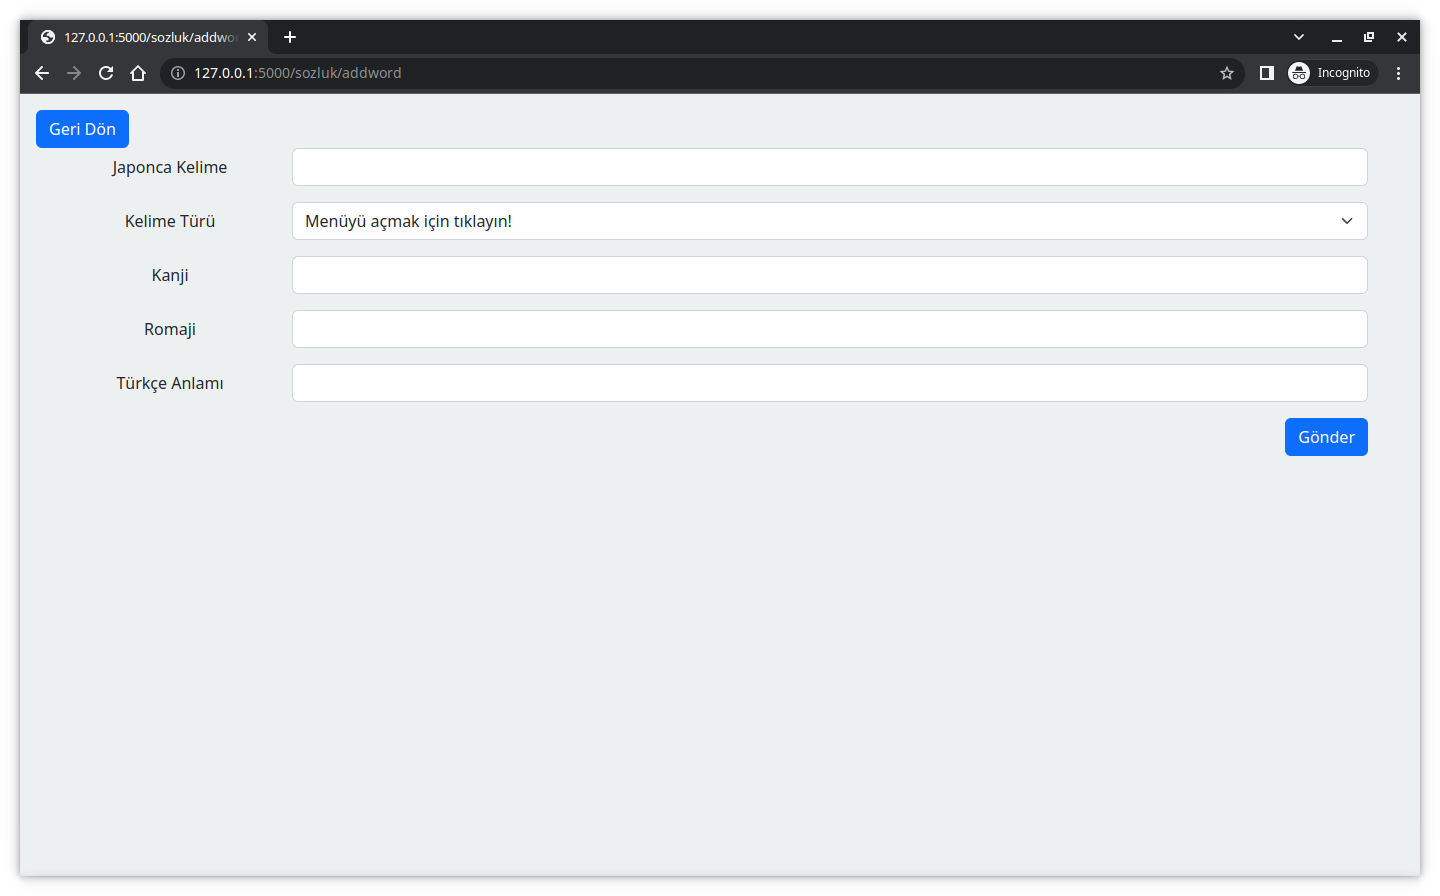 127.0.0.1:5000/sozluk/addwo
127.0.0.1:5000/sozluk/addword
Incognito
Geri Dön
Japonca Kelime
Kelime Türü
Menüyü açmak için tıklayın!
Kanji
Romaji
Türkçe Anlamı
Gönder